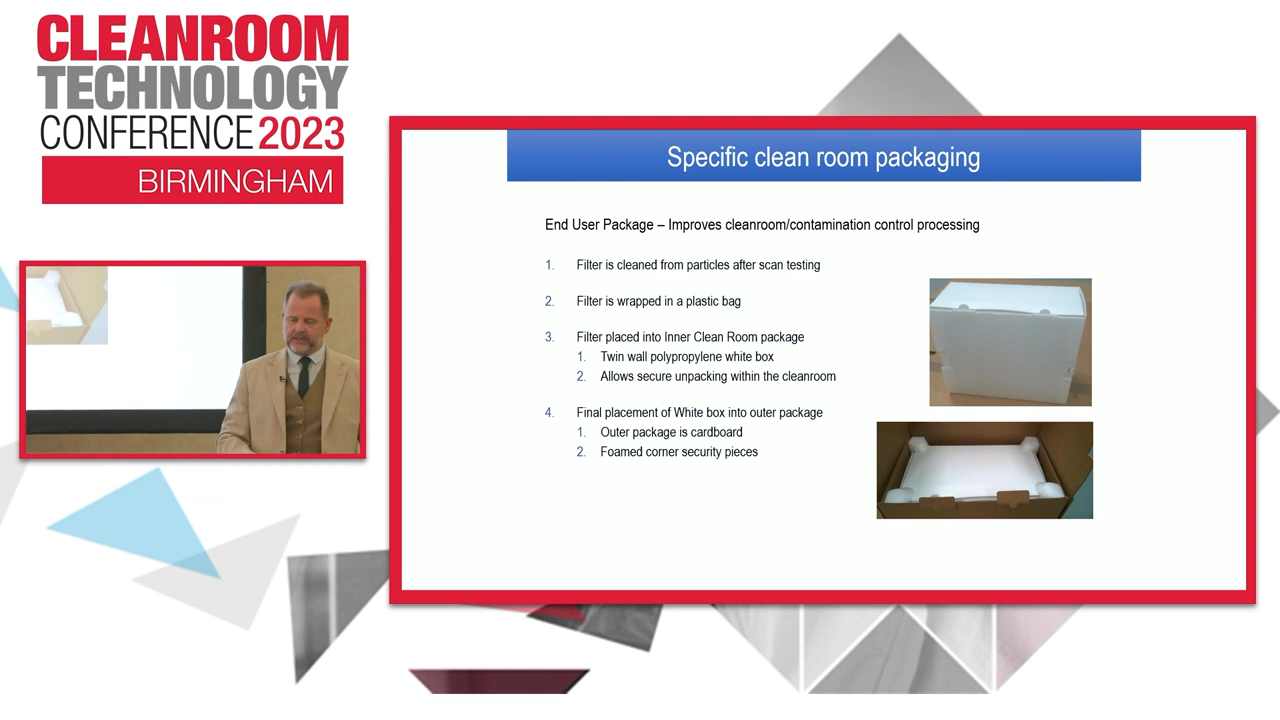 CLEANROOM
TECHNOLOGY
CONFERENCE 2023
BIRMINGHAM
Specific clean room packaging
End User Package – Improves cleanroom/contamination control processing
1. Filter is cleaned from particles after scan testing
2. Filter is wrapped in a plastic bag
3. Filter placed into Inner Clean Room package
1. Twin wall polypropylene white box
2. Allows secure unpacking within the cleanroom
4. Final placement of White box into outer package
1. Outer package is cardboard
2. Foamed corner security pieces